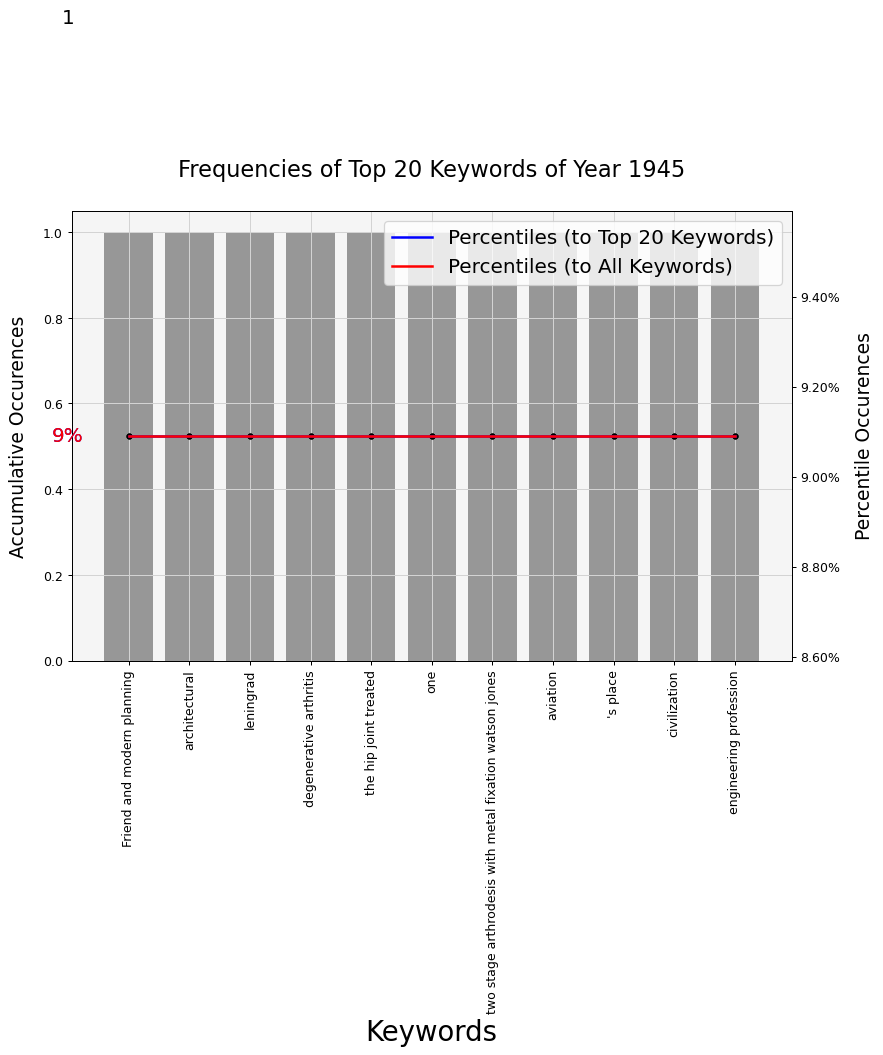 1
Frequencies of Top 20 Keywords of Year 1945
Percentiles (to Top 20 Keywords)
Percentiles (to All Keywords)
Accumulative Occurences
1.0
0.8
0.6
0.4
0.2
0.0
9%
9.40%
9.20%
9.00%
8.80%
8.60%
Percentile Occurences
Friend and modern planning
architectural
leningrad
degenerative arthritis
the hip joint treated
one
two stage arthrodesis with metal fixation watson jones
aviation
's place
civilization
engineering profession
Keywords